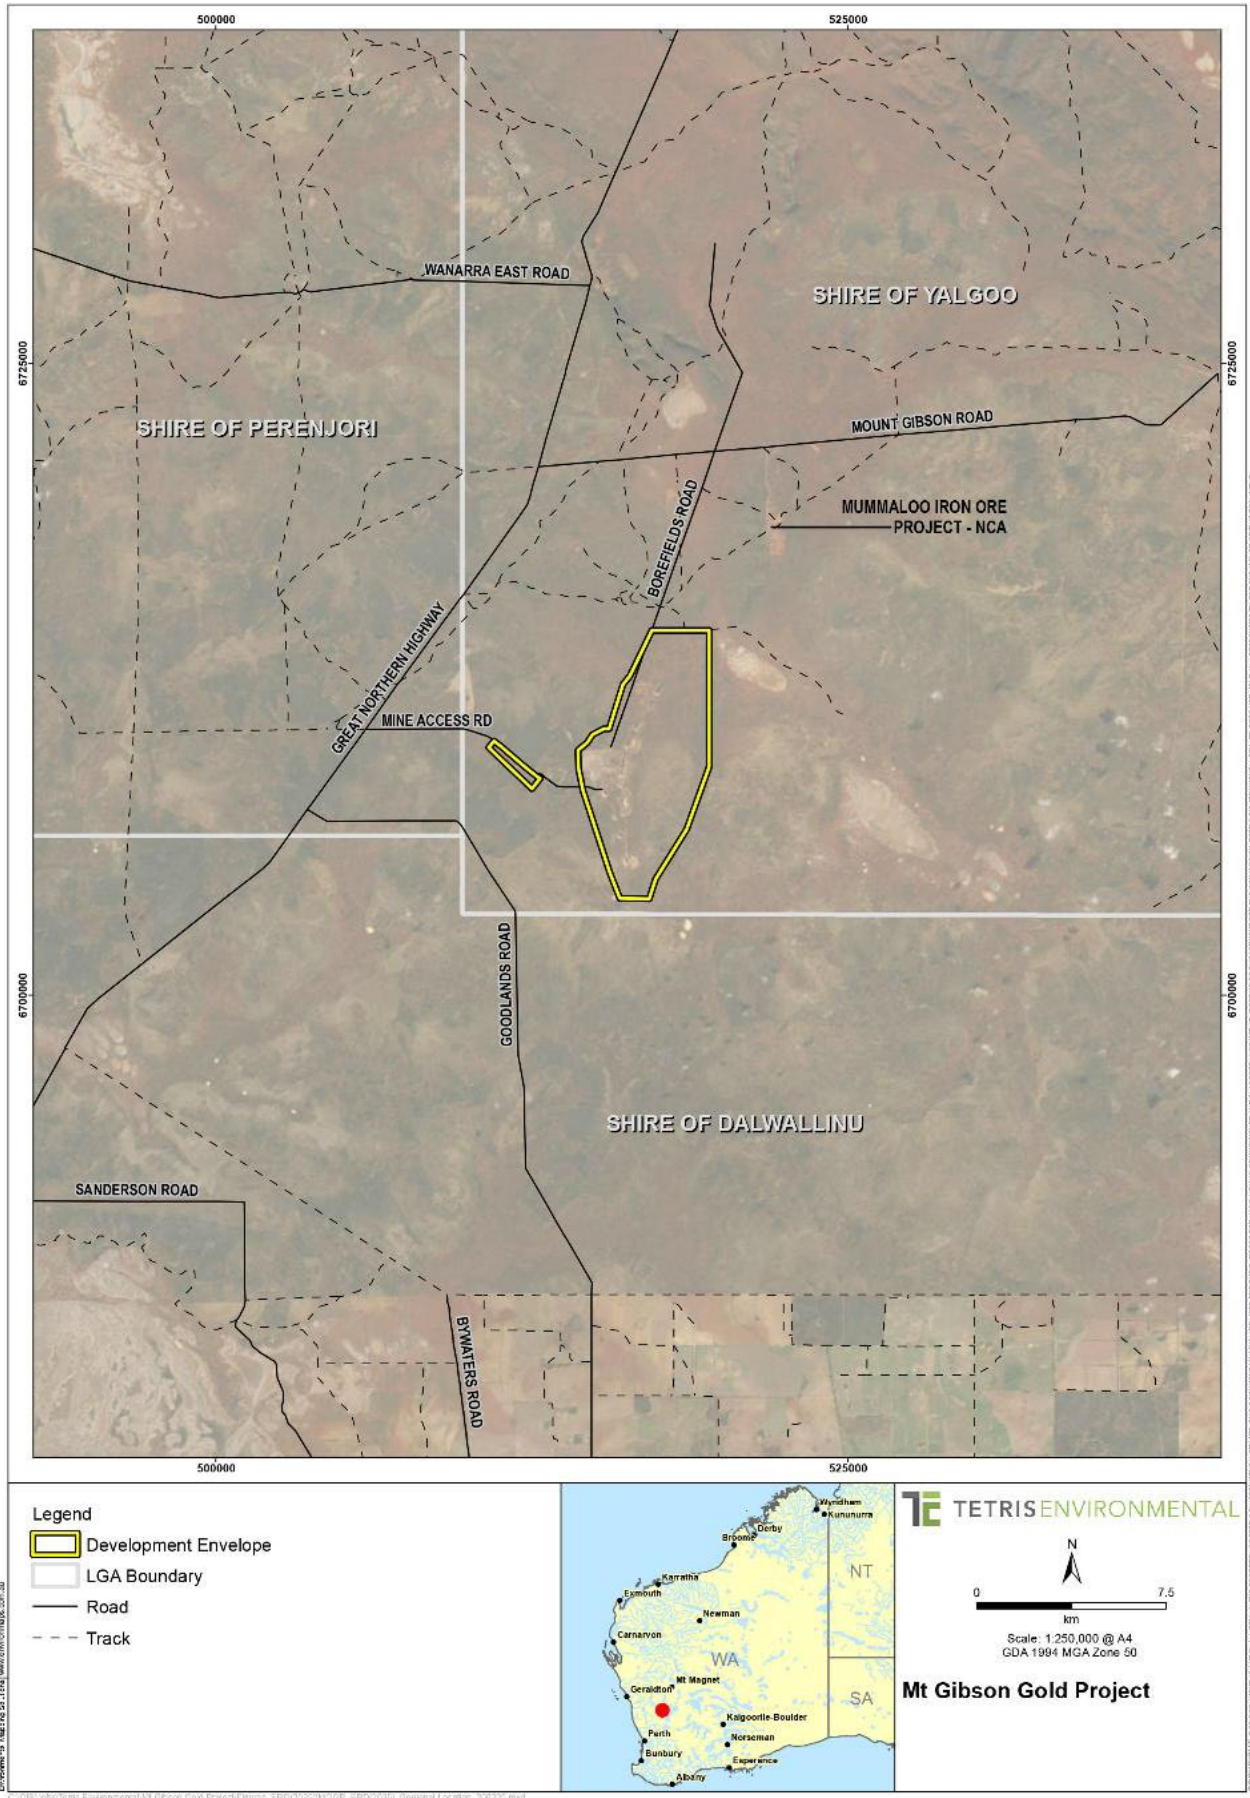 500000
525000
WANARRA EAST ROAD
SHIRE OF YALGOO
6725000
6725000
SHIRE OF PERENJORI
MOUNT GIBSON ROAD
MUMMALOO IRON ORE
PROJECT - NCA
BOREFIELDS ROAD
GREAT NORTHERN HIGHWAY
MINE ACCESS RD
GOODLANDS ROAD
6700000
6700000
SHIRE OF DALWALLINU
SANDERSON ROAD
BYWATERS ROAD
500000
525000
Legend
Development Envelope
LGA Boundary
Road
Track
Wyndham
Kununurra
Derby
Broome
NT
Karratha
Exmouth
Newman
Carnarvon
WA
Mt Magnet
Geraldton
SA
Kalgoorlie-Boulder
Perth
Norseman
Bunbury
Esperance
Albany
TE TETRIS ENVIRONMENTAL
N
0 7.5
km
Scale: 1:250,000 @ A4
GDA 1994 MGA Zone 50
Mt Gibson Gold Project